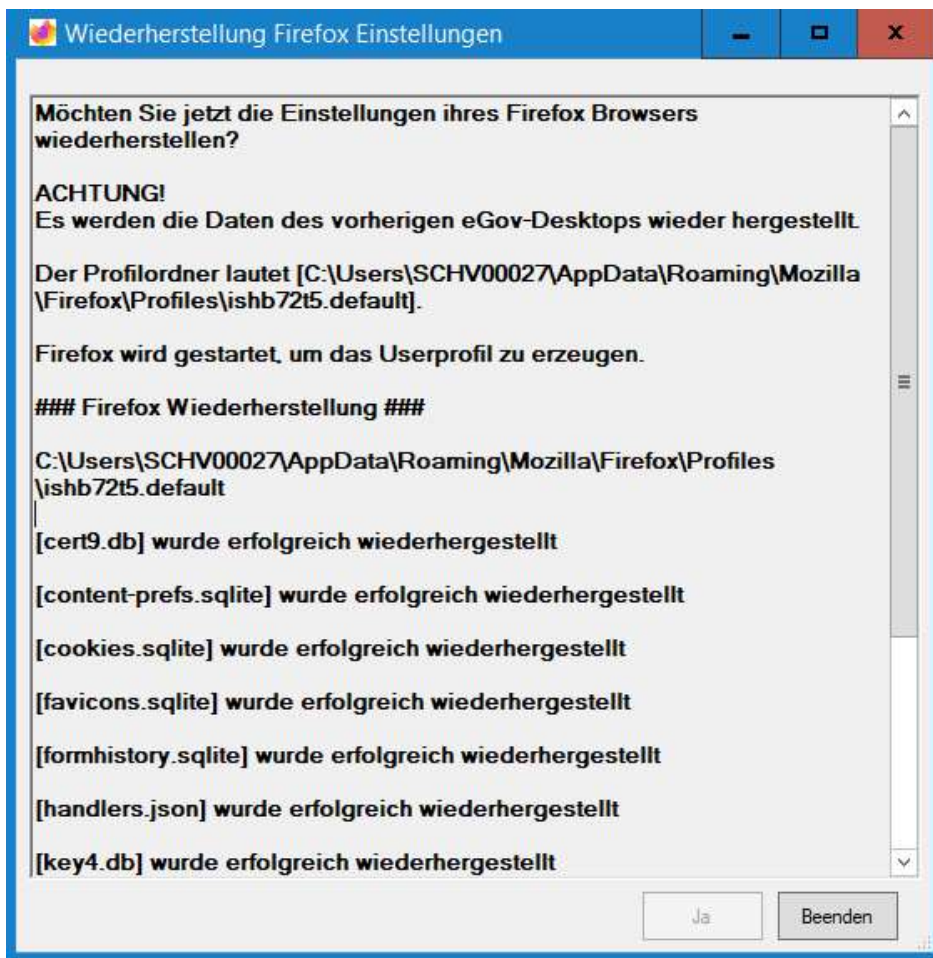 Wiederherstellung Firefox Einstellungen
Möchten Sie jetzt die Einstellungen ihres Firefox Browsers
wiederherstellen?
ACHTUNG!
Es werden die Daten des vorherigen eGov-Desktops wieder hergestellt.
Der Profilordner lautet [C:\Users\SCHV00027\AppData\Roaming\Mozilla
\Firefox\Profiles\ishb72t5.default].
Firefox wird gestartet, um das Userprofil zu erzeugen.
### Firefox Wiederherstellung ###
C:\Users\SCHV00027\AppData\Roaming\Mozilla\Firefox\Profiles
\ishb72t5.default
[cert9.db] wurde erfolgreich wiederhergestellt
[content-prefs.sqlite] wurde erfolgreich wiederhergestellt
[cookies.sqlite] wurde erfolgreich wiederhergestellt
[favicons.sqlite] wurde erfolgreich wiederhergestellt
[formhistory.sqlite] wurde erfolgreich wiederhergestellt
[handlers.json] wurde erfolgreich wiederhergestellt
[key4.db] wurde erfolgreich wiederhergestellt
Ja
Beenden